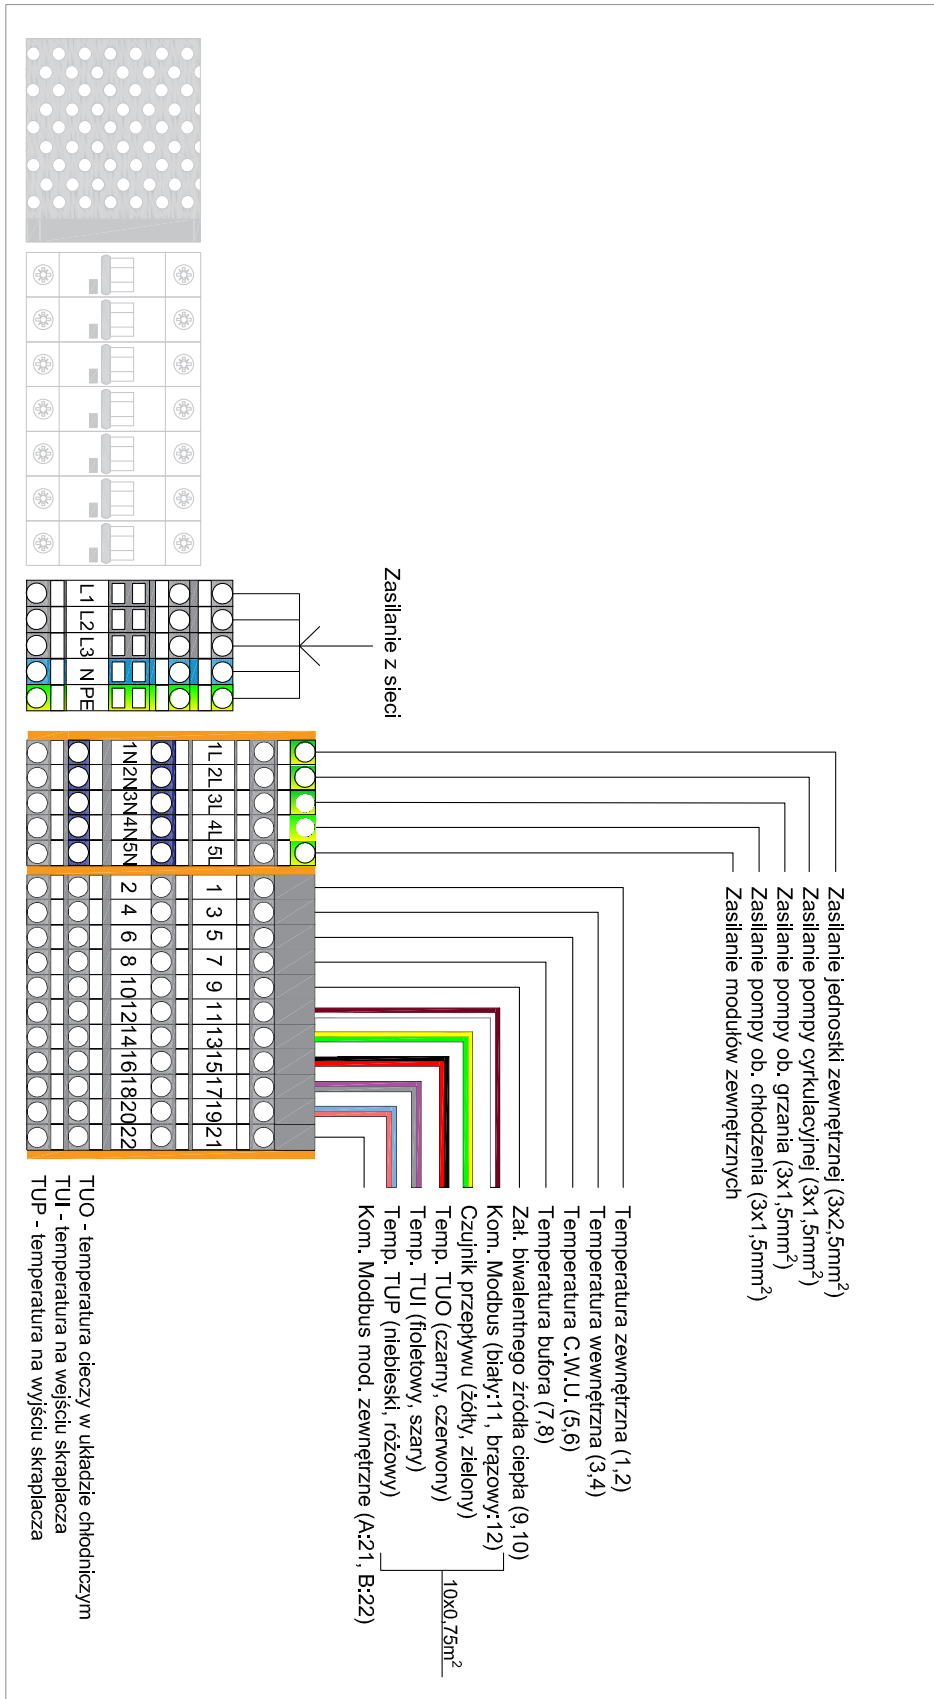 Zasilanie z sieci
L1 L2 L3 N PE
1L 2L 3L 4L 5L
1N 2N 3N 4N 5N
1 3 5 7 9 11 13 15 17 19 21
2 4 6 8 10 12 14 16 18 20 22
Zasilanie jednostki zewnętrznej (3x2,5mm²)
Zasilanie pompy cyrkulacyjnej (3x1,5mm²)
Zasilanie pompy ob. grzania (3x1,5mm²)
Zasilanie pompy ob. chłodzenia (3x1,5mm²)
Zasilanie modułów zewnętrznych
Temperatura zewnętrzna (1,2)
Temperatura wewnętrzna (3,4)
Temperatura C.W.U. (5,6)
Temperatura bufora (7,8)
Zał. biwalentnego źródła ciepła (9,10)
Kom. Modbus (biały:11, brązowy:12)
Czujnik przepływu (żółty, zielony)
Temp. TUO (czarny, czerwony)
Temp. TUI (fioletowy, szary)
Temp. TUP (niebieski, różowy)
Kom. Modbus mod. zewnętrzne (A:21, B:22)
10x0,75m²
TUO - temperatura cieczy w układzie chłodniczym
TUI - temperatura na wejściu skraplacza
TUP - temperatura na wyjściu skraplacza